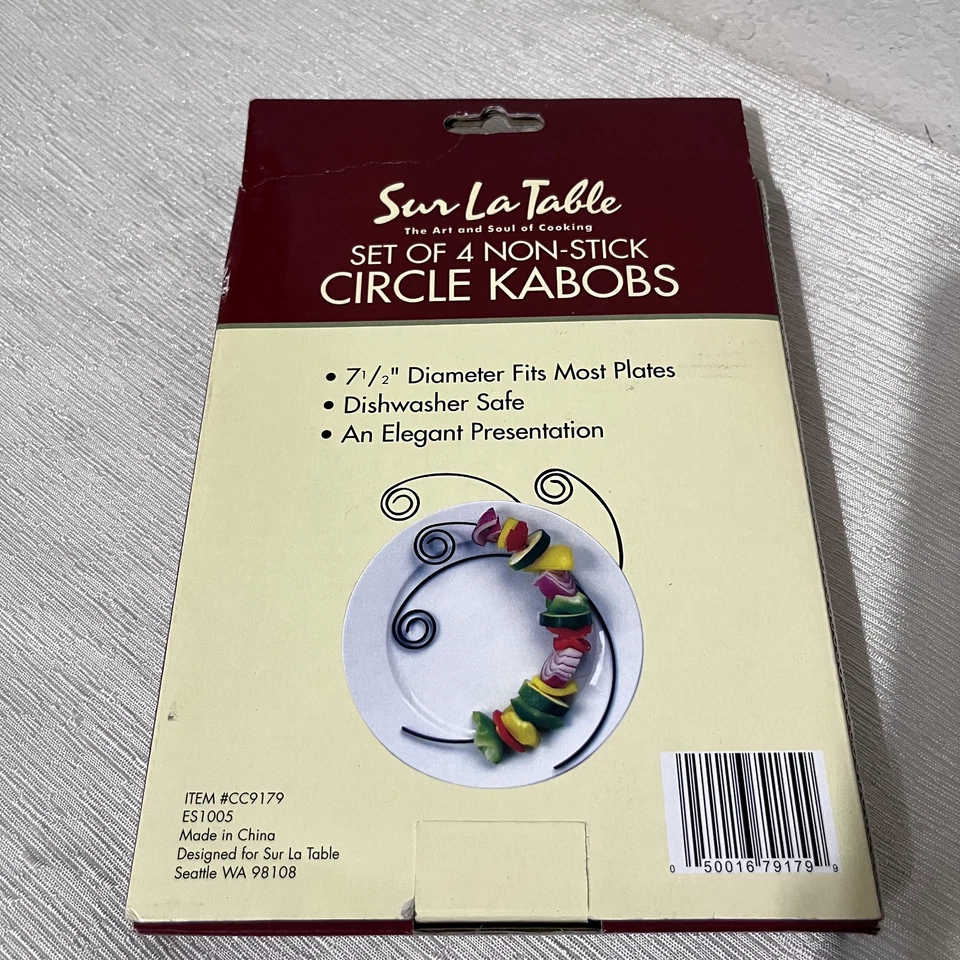 Sur La Table
The Art and Soul of Cooking
SET OF 4 NON-STICK
CIRCLE KABOBS
• 7 1/2" Diameter Fits Most Plates
• Dishwasher Safe
• An Elegant Presentation
ITEM #CC9179
ES1005
Made in China
Designed for Sur La Table
Seattle WA 98108
0 50016 79179 9